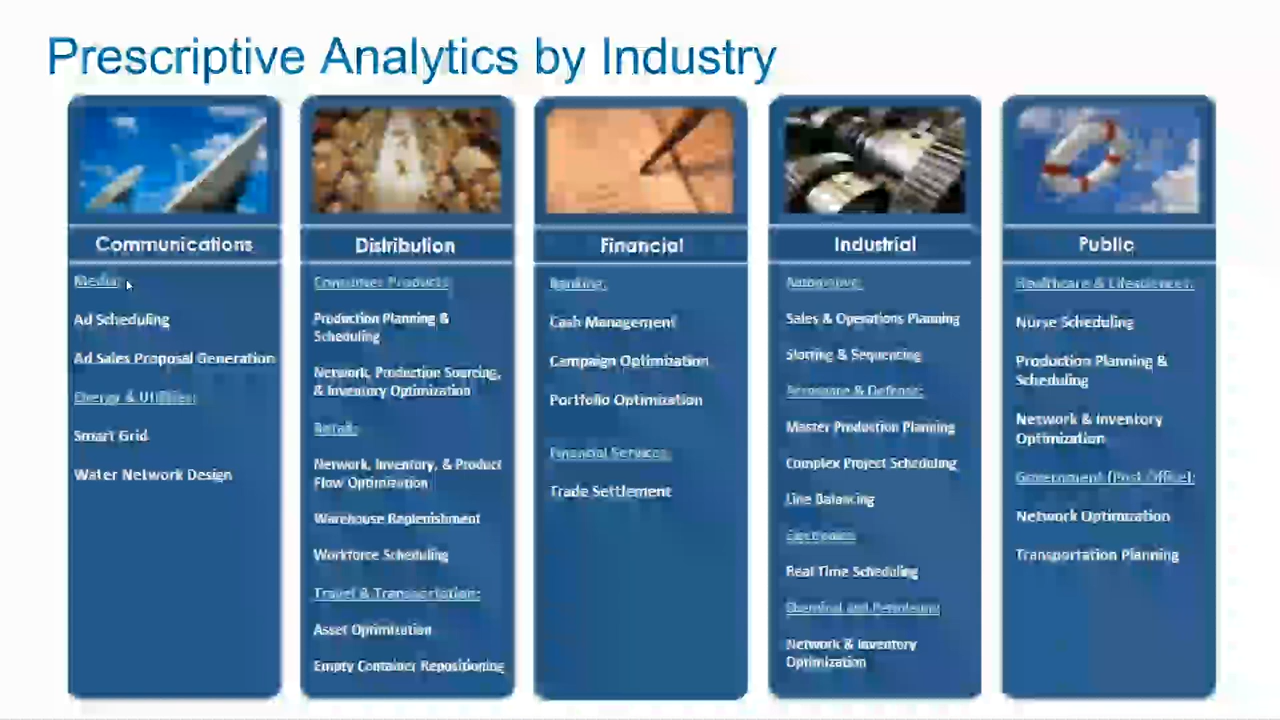 Prescriptive Analytics by Industry
Communications
Media:
Ad Scheduling
Ad Sales Proposal Generation
Energy & Utilities:
Smart Grid
Water Network Design
Distribution
Consumer Products:
Production Planning &
Scheduling
Network, Production Sourcing,
& Inventory Optimization
Retail:
Network, Inventory, & Product
Flow Optimization
Warehouse Replenishment
Workforce Scheduling
Travel & Transportation:
Asset Optimization
Empty Container Repositioning
Financial
Banking:
Cash Management
Campaign Optimization
Portfolio Optimization
Financial Services:
Trade Settlement
Industrial
Automotive:
Sales & Operations Planning
Slotting & Sequencing
Aerospace & Defense:
Master Production Planning
Complex Project Scheduling
Line Balancing
Electronics:
Real Time Scheduling
Chemical and Petroleum:
Network & Inventory
Optimization
Public
Healthcare & Lifesciences:
Nurse Scheduling
Production Planning &
Scheduling
Network & Inventory
Optimization
Government (Post Office):
Network Optimization
Transportation Planning